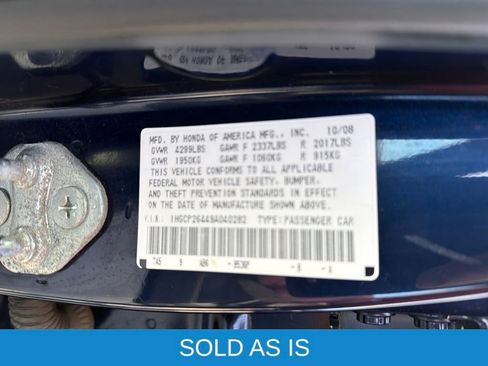 MFD. BY HONDA OF AMERICA MFG., INC. 10/08
GVWR 4299LBS GAWR F 2337LBS R 2017LBS
GVWR 1950KG GAWR F 1060KG R 915KG
THIS VEHICLE CONFORMS TO ALL APPLICABLE
FEDERAL MOTOR VEHICLE SAFETY, BUMPER,
AND THEFT PREVENTION STANDARDS IN EFFECT
ON THE DATE OF MANUFACTURE SHOWN ABOVE.
V.I.N.: 1HGCP26449A040282 TYPE: PASSENGER CAR
SOLD AS IS